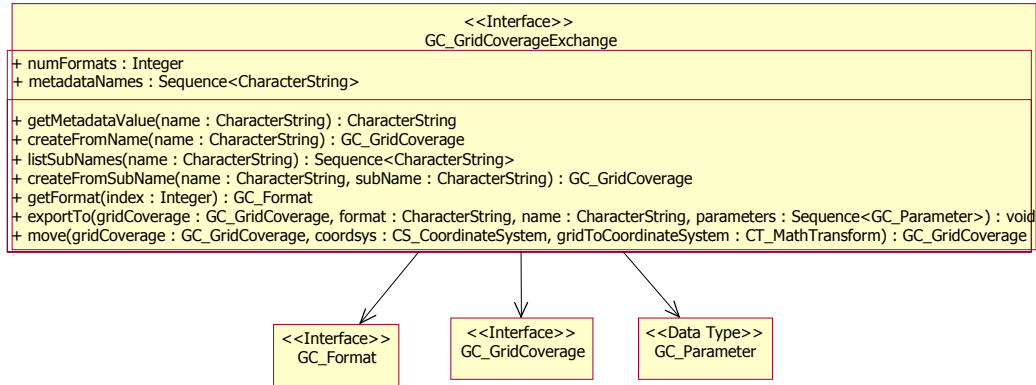 <<Interface>>
GC_GridCoverageExchange
+ numFormats : Integer
+ metadataNames : Sequence<CharacterString>
+ getMetadataValue(name : CharacterString) : CharacterString
+ createFromName(name : CharacterString) : GC_GridCoverage
+ listSubNames(name : CharacterString) : Sequence<CharacterString>
+ createFromSubName(name : CharacterString, subName : CharacterString) : GC_GridCoverage
+ getFormat(index : Integer) : GC_Format
+ exportTo(gridCoverage : GC_GridCoverage, format : CharacterString, name : CharacterString, parameters : Sequence<GC_Parameter>) : void
+ move(gridCoverage : GC_GridCoverage, coordsys : CS_CoordinateSystem, gridToCoordinateSystem : CT_MathTransform) : GC_GridCoverage
<<Interface>>
GC_Format
<<Interface>>
GC_GridCoverage
<<Data Type>>
GC_Parameter